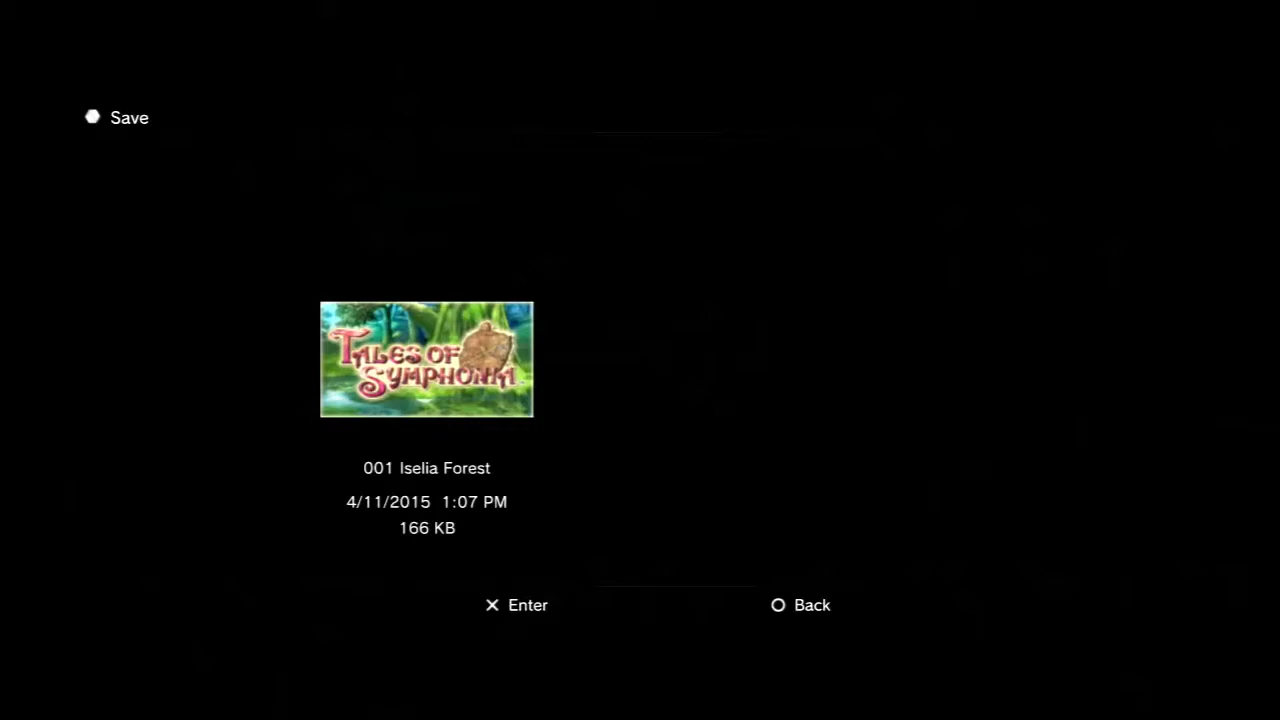 Save
TALES OF
SYMPHONIA
001 Iselia Forest
4/11/2015 1:07 PM
166 KB
Enter
Back